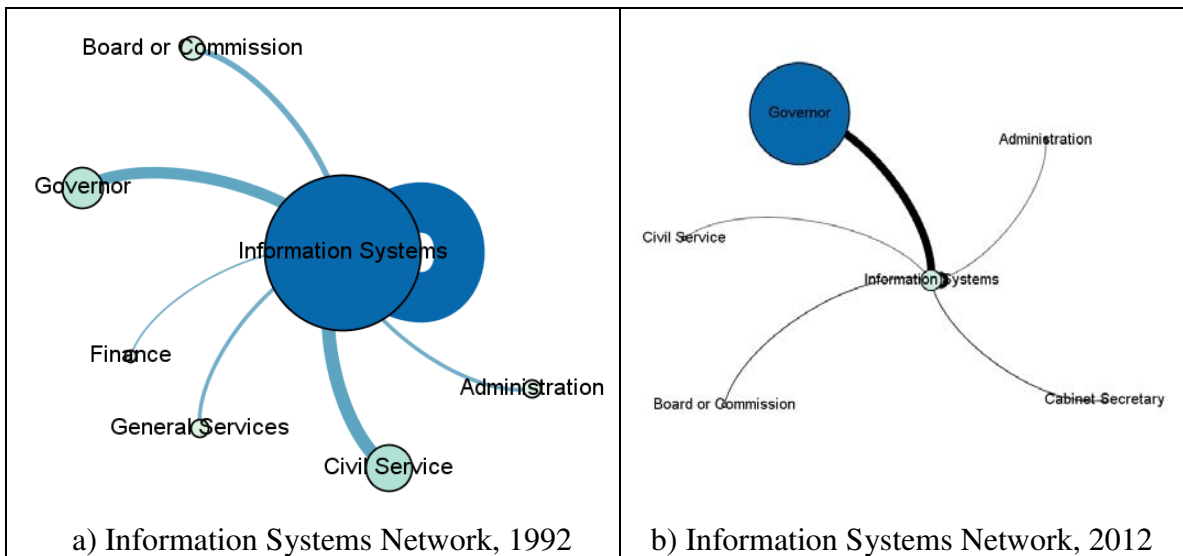 Board or Commission
Governor
Information Systems
Finance
Administration
General Services
Civil Service
a) Information Systems Network, 1992
Governor
Administration
Civil Service
Information Systems
Board or Commission
Cabinet Secretary
b) Information Systems Network, 2012